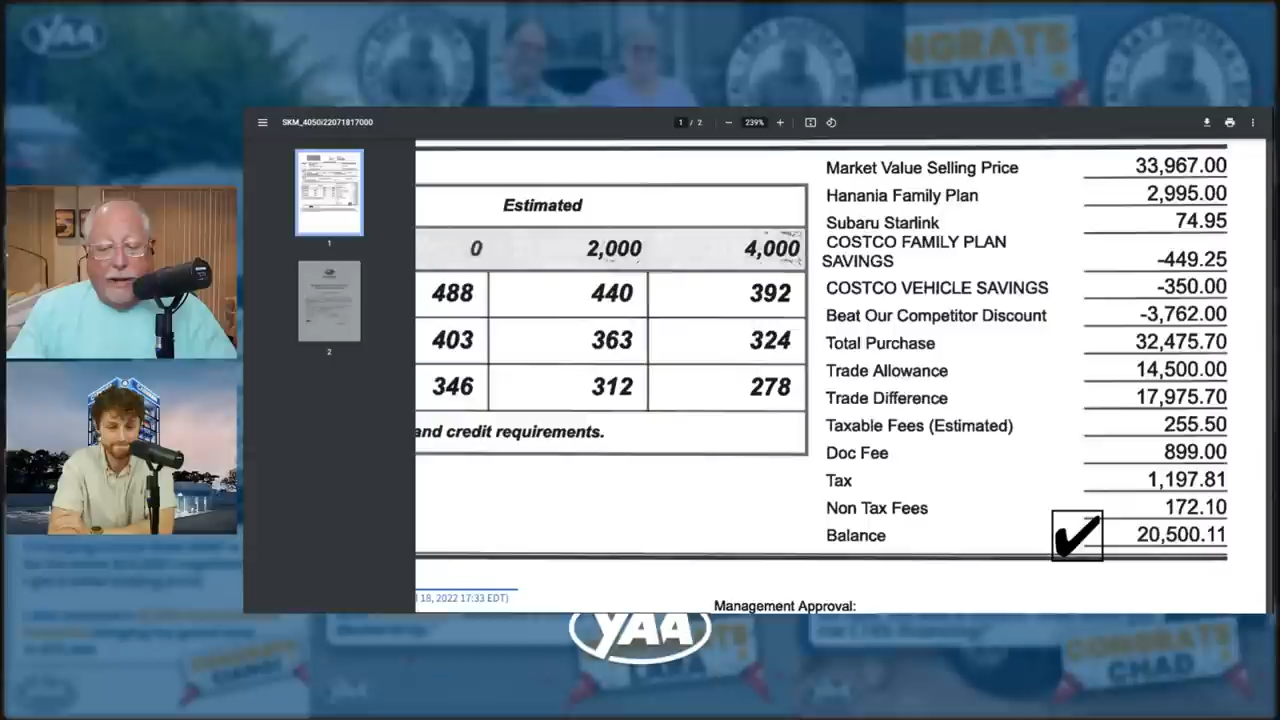 YAA
NGRATS
TEVE!
SKM_4050i22071817000
1 / 2
239%
1
2
Estimated
0 2,000 4,000
488 440 392
403 363 324
346 312 278
and credit requirements.
Market Value Selling Price 33,967.00
Hanania Family Plan 2,995.00
Subaru Starlink 74.95
COSTCO FAMILY PLAN
SAVINGS -449.25
COSTCO VEHICLE SAVINGS -350.00
Beat Our Competitor Discount -3,762.00
Total Purchase 32,475.70
Trade Allowance 14,500.00
Trade Difference 17,975.70
Taxable Fees (Estimated) 255.50
Doc Fee 899.00
Tax 1,197.81
Non Tax Fees 172.10
Balance 20,500.11
18, 2022 17:33 EDT)
Management Approval:
YAA
CONGRATS
CHAD